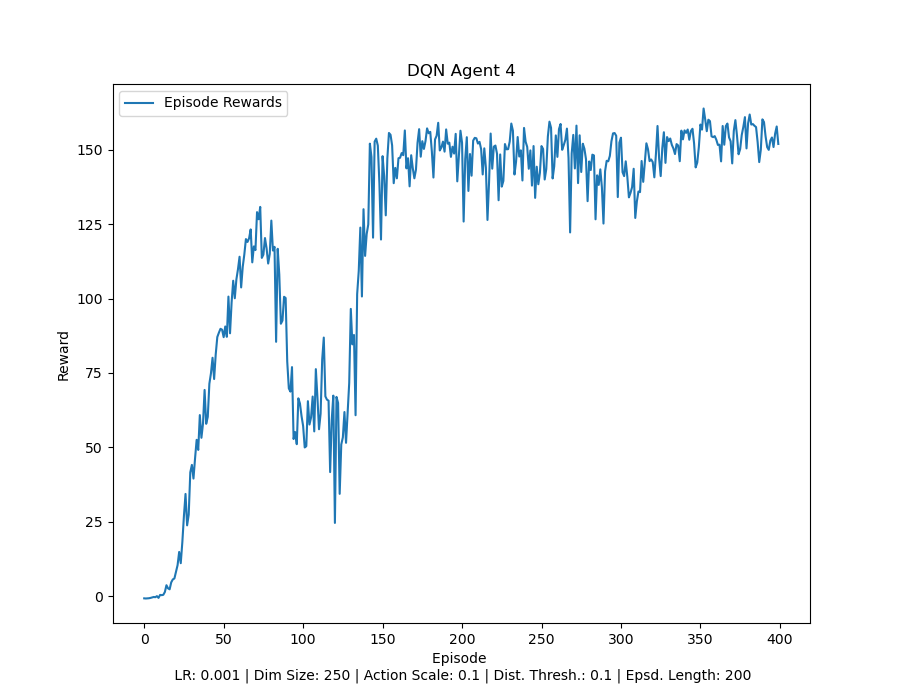 DQN Agent 4
Episode Rewards
Reward
150
125
100
75
50
25
0
0 50 100 150 200 250 300 350 400
Episode
LR: 0.001 | Dim Size: 250 | Action Scale: 0.1 | Dist. Thresh.: 0.1 | Epsd. Length: 200